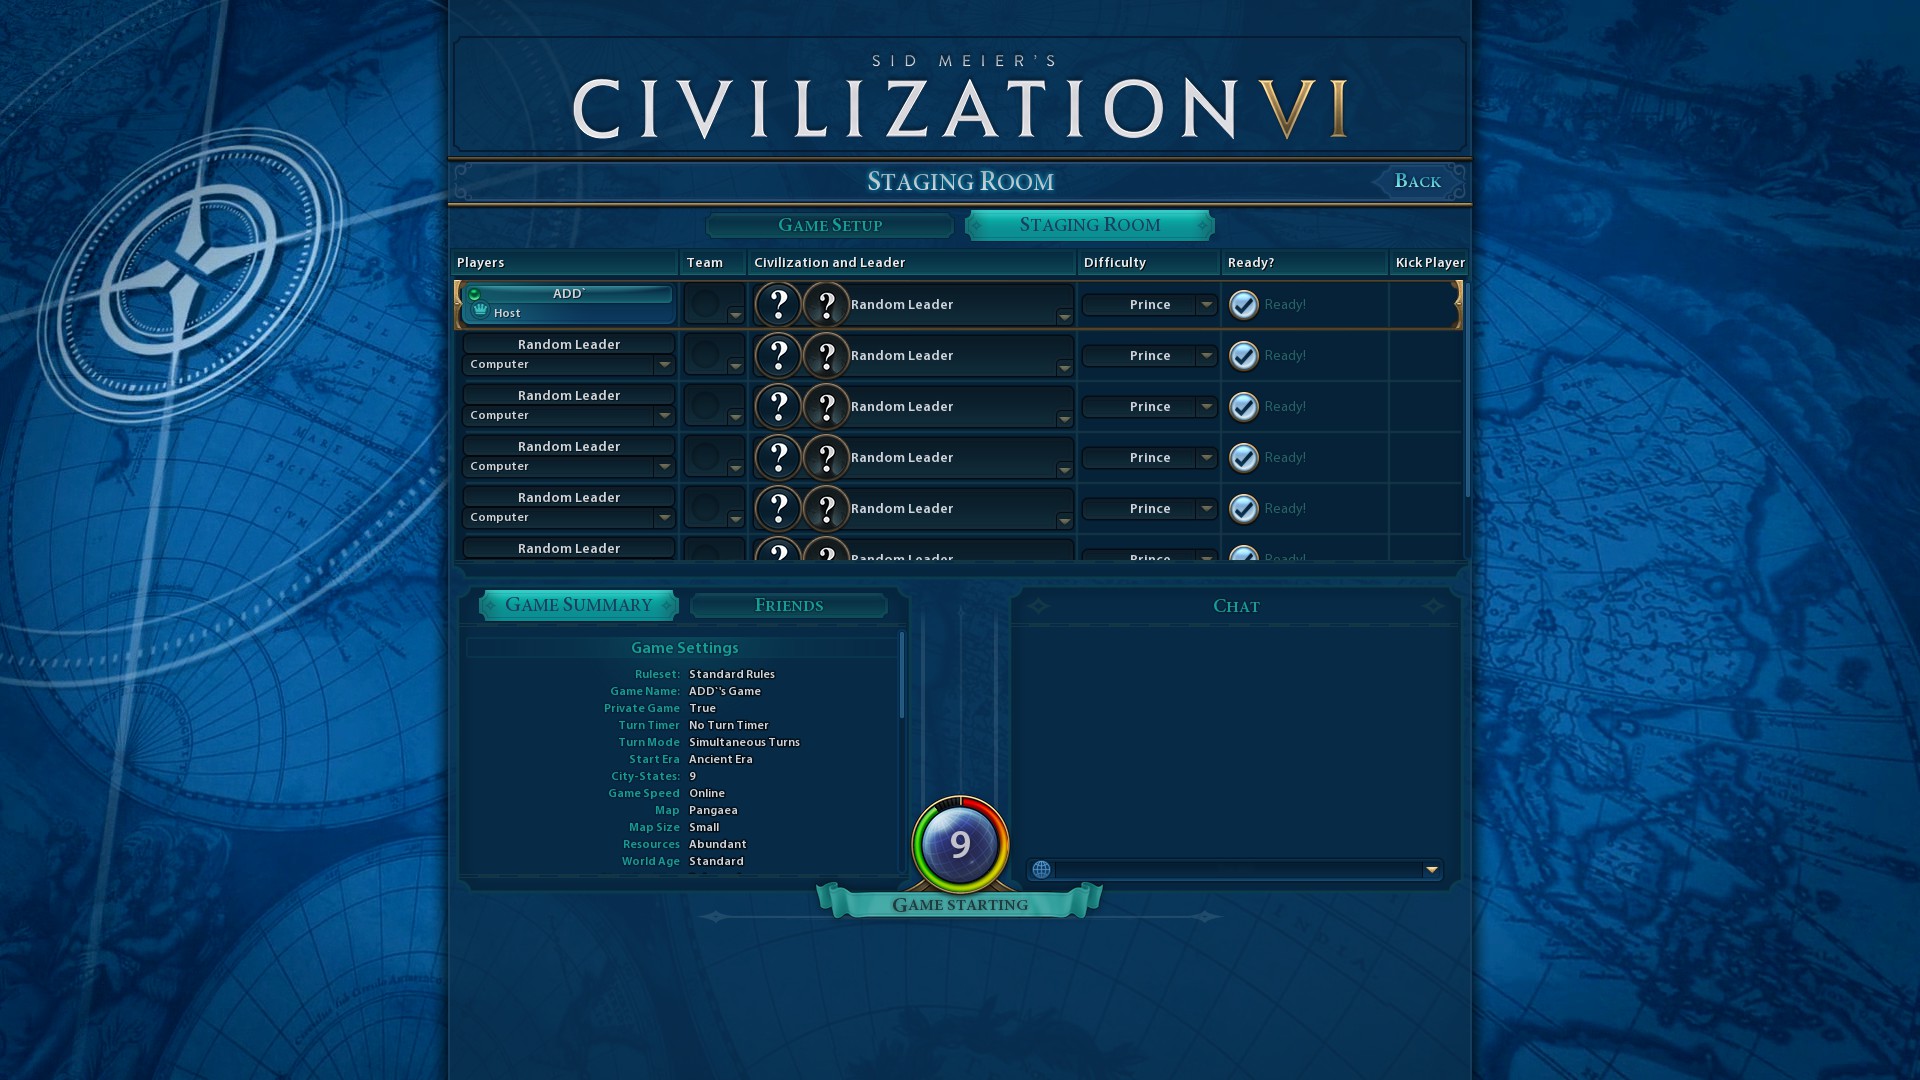 SID MEIER'S
CIVILIZATION VI
STAGING ROOM
BACK
GAME SETUP
STAGING ROOM
Players Team Civilization and Leader Difficulty Ready? Kick Player
ADD`
Host
? ? Random Leader Prince Ready!
Random Leader
Computer
? ? Random Leader Prince Ready!
Random Leader
Computer
? ? Random Leader Prince Ready!
Random Leader
Computer
? ? Random Leader Prince Ready!
Random Leader
Computer
? ? Random Leader Prince Ready!
Random Leader
? ? Random Leader Prince Ready!
GAME SUMMARY
FRIENDS
CHAT
Game Settings
Ruleset: Standard Rules
Game Name: ADD`'s Game
Private Game True
Turn Timer No Turn Timer
Turn Mode Simultaneous Turns
Start Era Ancient Era
City-States: 9
Game Speed Online
Map Pangaea
Map Size Small
Resources Abundant
World Age Standard
9
GAME STARTING
INDIA